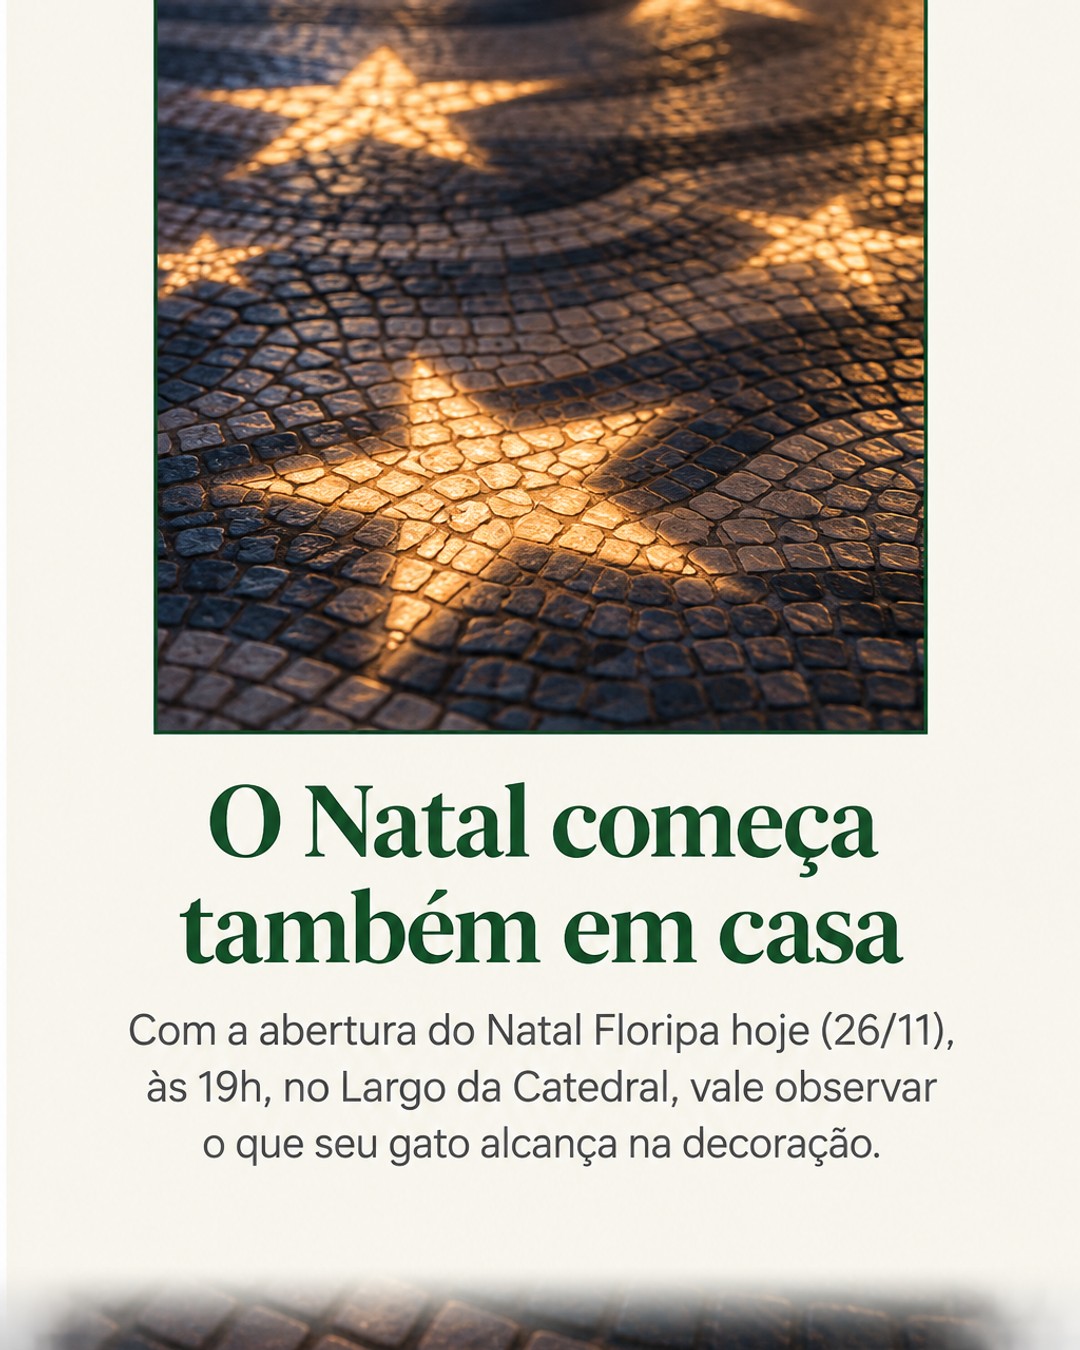 O Natal começa
também em casa
Com a abertura do Natal Floripa hoje (26/11),
às 19h, no Largo da Catedral, vale observar
o que seu gato alcança na decoração.